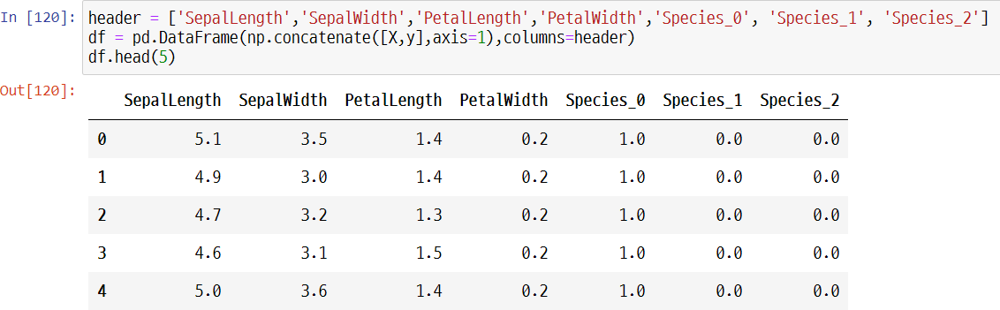 In [120]: header = ['SepalLength','SepalWidth','PetalLength','PetalWidth','Species_0', 'Species_1', 'Species_2']
df = pd.DataFrame(np.concatenate([X,y],axis=1),columns=header)
df.head(5)
Out[120]:
SepalLength SepalWidth PetalLength PetalWidth Species_0 Species_1 Species_2
0 5.1 3.5 1.4 0.2 1.0 0.0 0.0
1 4.9 3.0 1.4 0.2 1.0 0.0 0.0
2 4.7 3.2 1.3 0.2 1.0 0.0 0.0
3 4.6 3.1 1.5 0.2 1.0 0.0 0.0
4 5.0 3.6 1.4 0.2 1.0 0.0 0.0